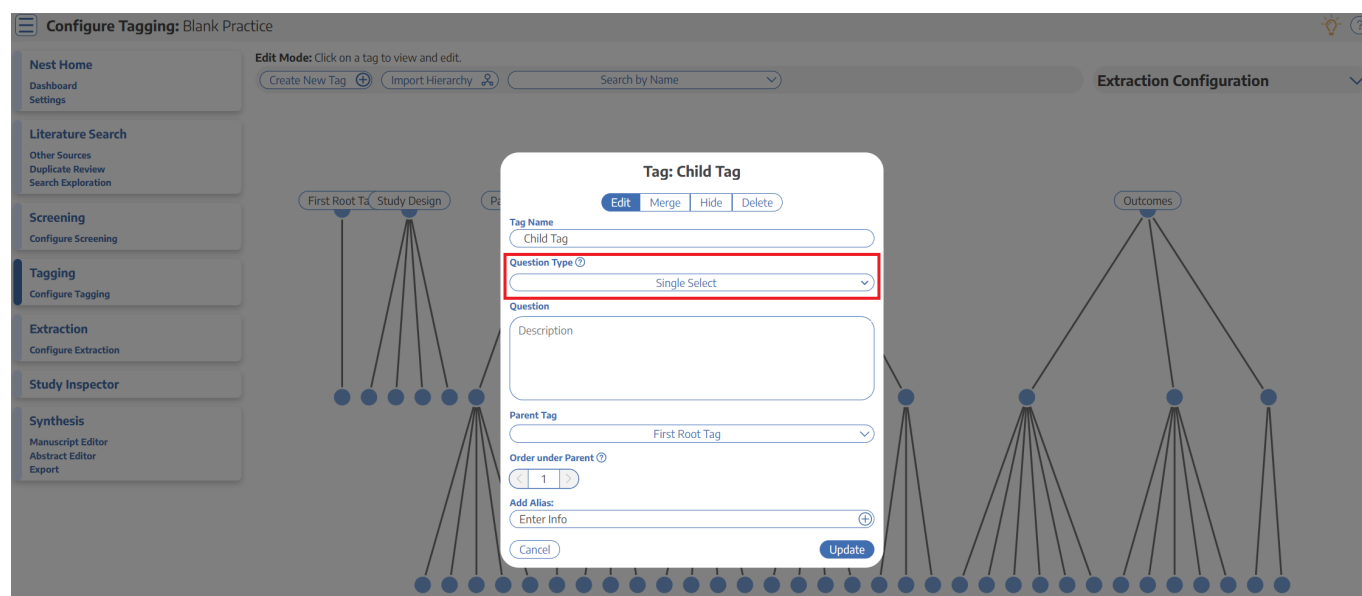 Configure Tagging: Blank Practice
Nest Home
Dashboard
Settings
Literature Search
Other Sources
Duplicate Review
Search Exploration
Screening
Configure Screening
Tagging
Configure Tagging
Extraction
Configure Extraction
Study Inspector
Synthesis
Manuscript Editor
Abstract Editor
Export
Edit Mode: Click on a tag to view and edit.
Create New Tag
Import Hierarchy
Search by Name
Extraction Configuration
First Root Ta
Study Design
Pa
Outcomes
Tag: Child Tag
Edit Merge Hide Delete
Tag Name
Child Tag
Question Type ?
Single Select
Question
Description
Parent Tag
First Root Tag
Order under Parent ?
< 1 >
Add Alias:
Enter Info
Cancel
Update